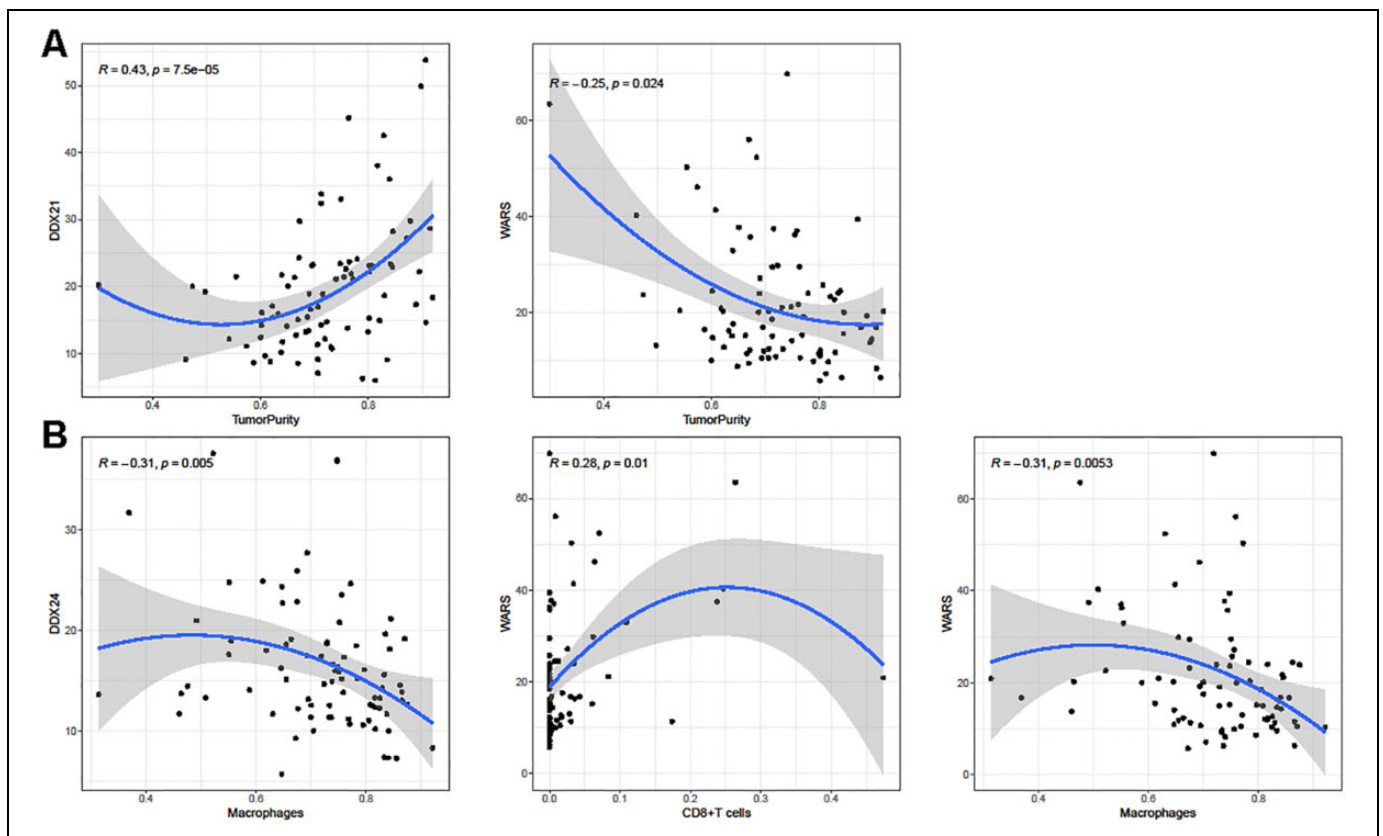 A
R = 0.43, p = 7.5e−05
50
40
30
20
10
DDX21
0.4 0.6 0.8
TumorPurity
R = −0.25, p = 0.024
60
40
20
WARS
0.4 0.6 0.8
TumorPurity
B
R = −0.31, p = 0.005
30
20
10
DDX24
0.4 0.6 0.8
Macrophages
R = 0.28, p = 0.01
60
40
20
0
WARS
0.0 0.1 0.2 0.3 0.4
CD8+T cells
R = −0.31, p = 0.0053
60
40
20
0
WARS
0.4 0.6 0.8
Macrophages